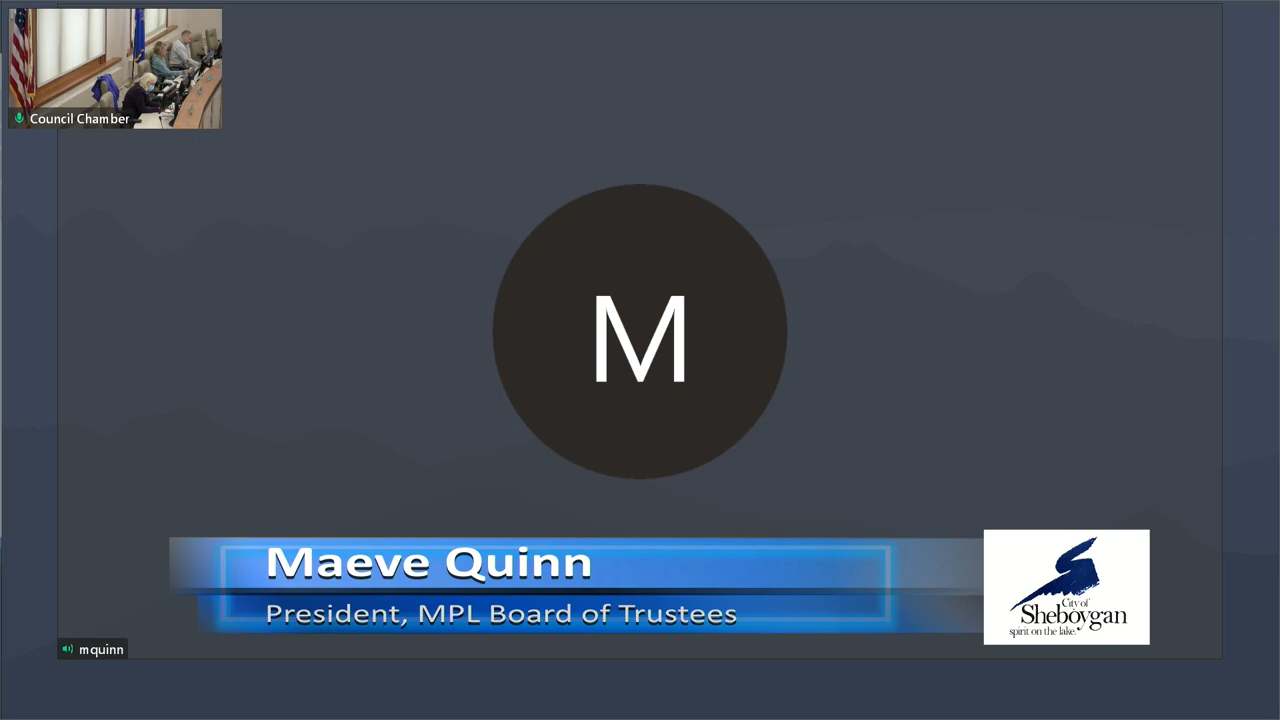 Council Chamber
M
Maeve Quinn
President, MPL Board of Trustees
City of
Sheboygan
spirit on the lake.
mquinn